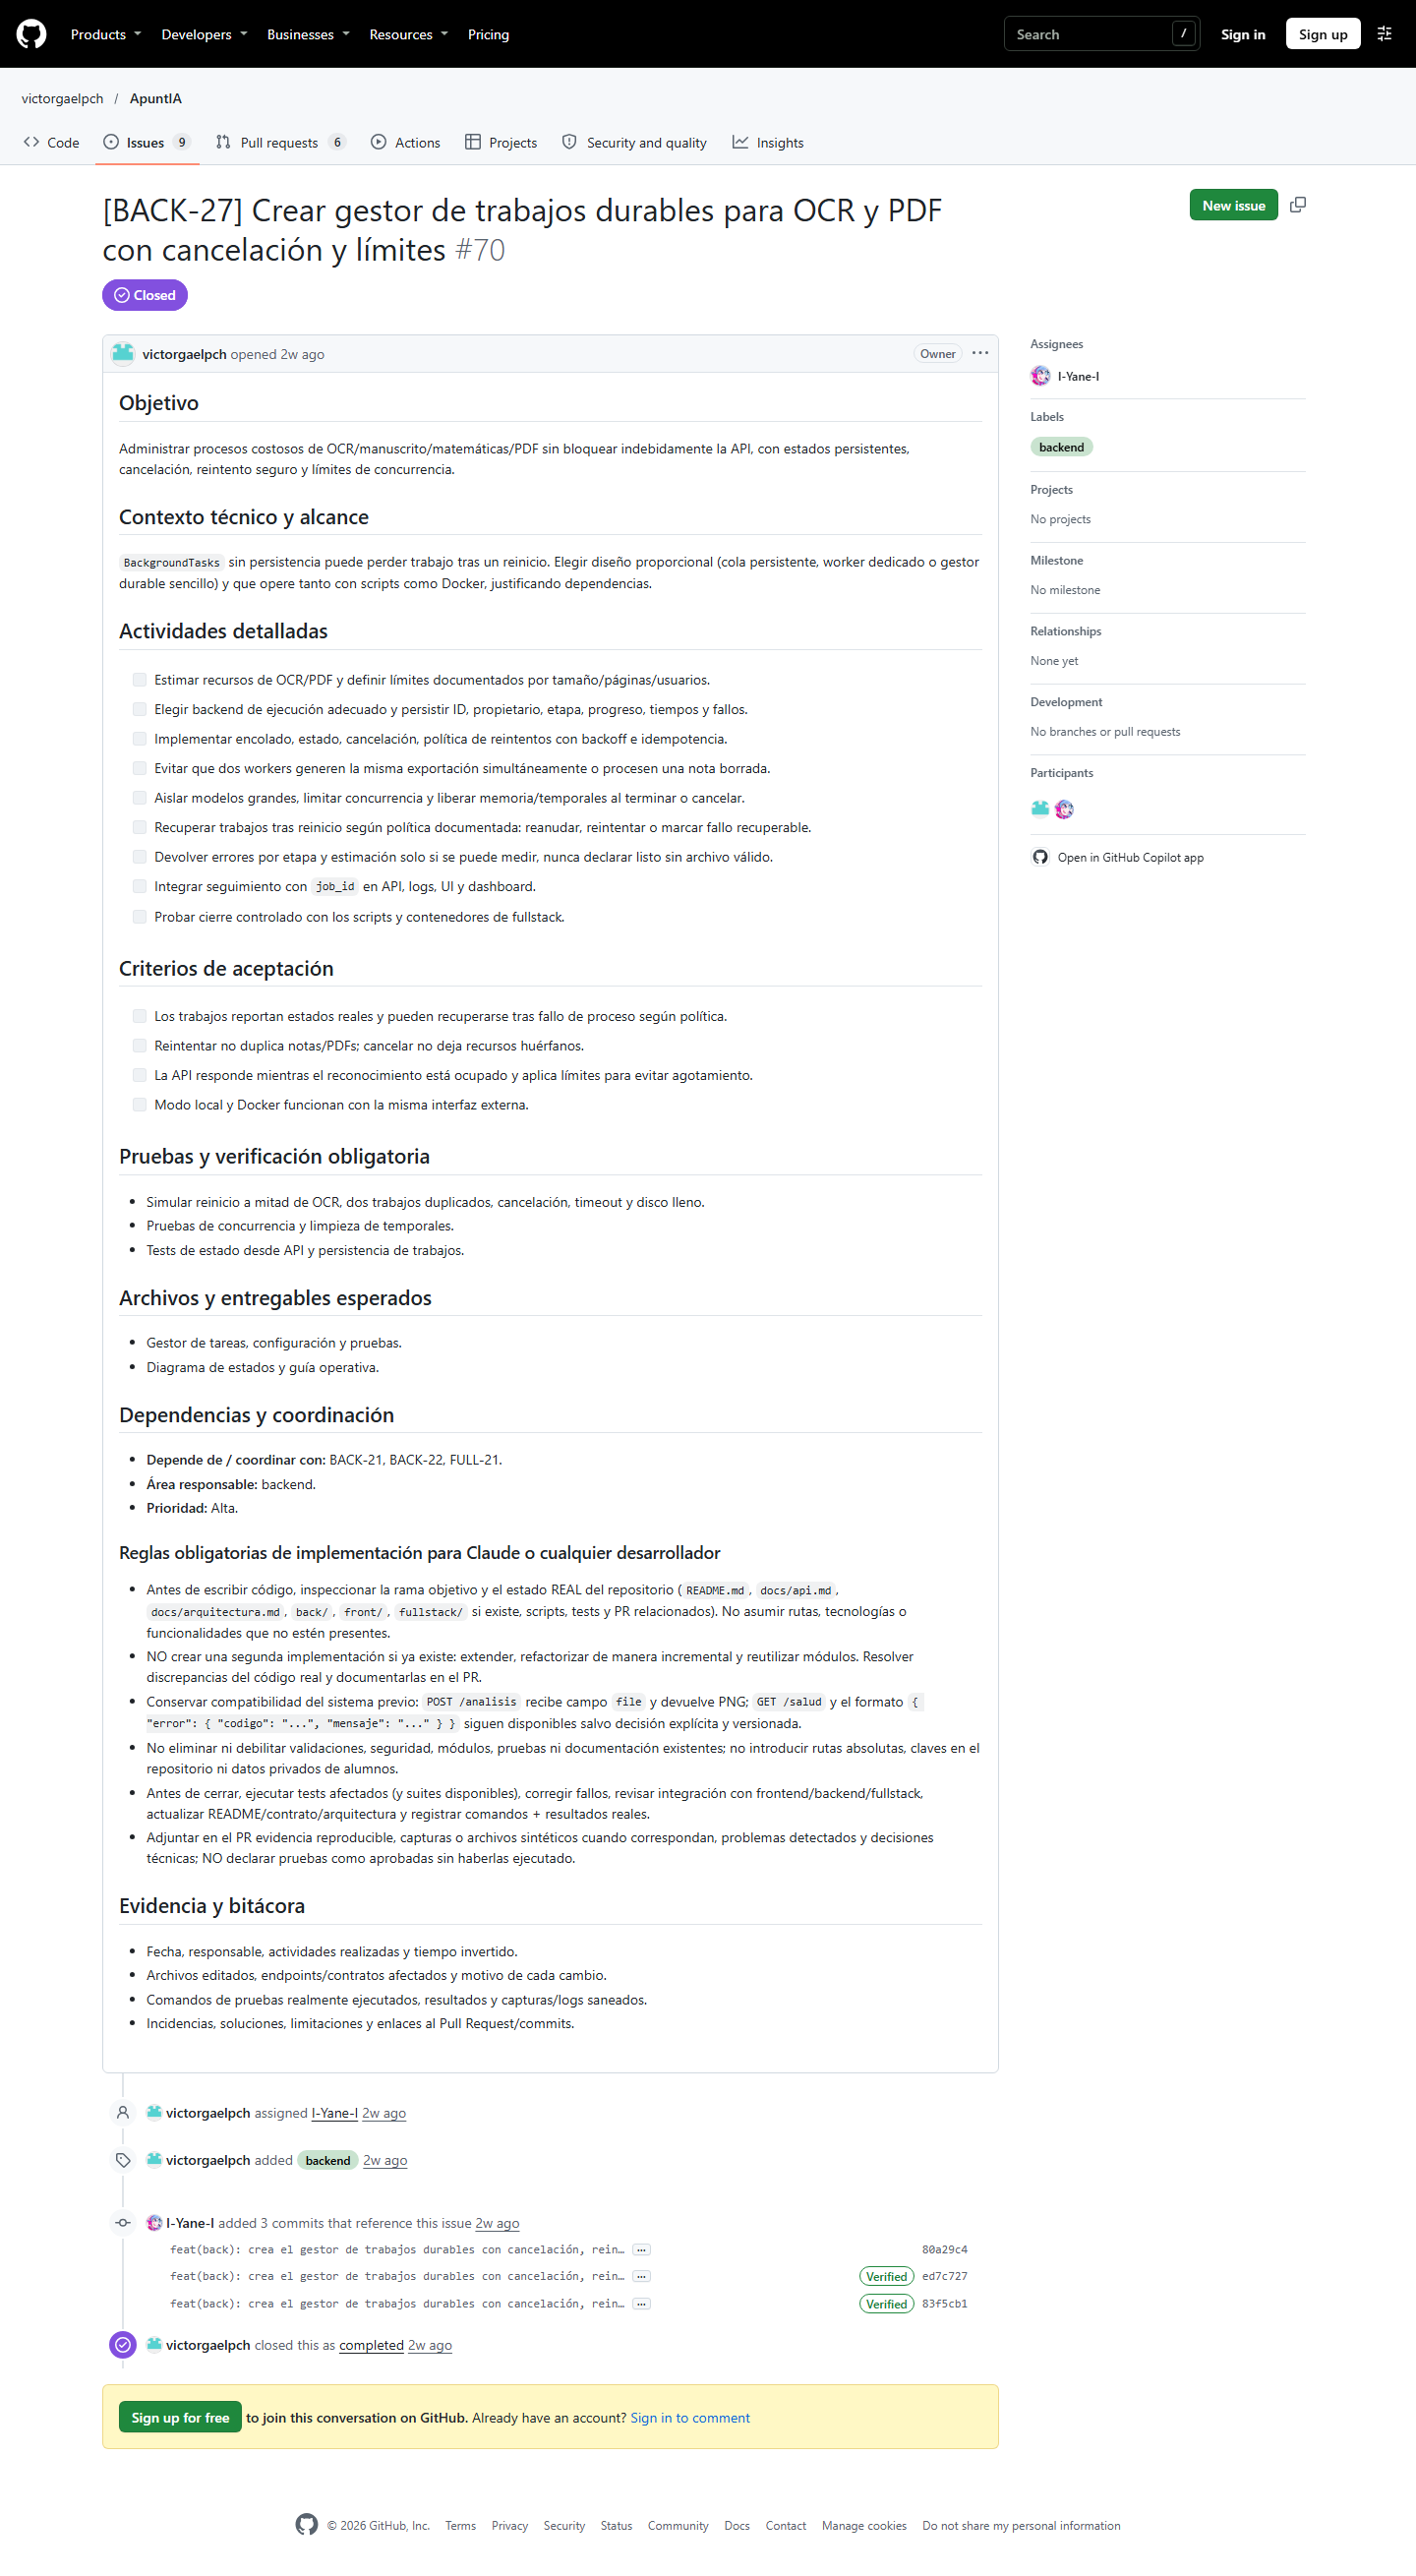 Products Developers Businesses Resources Pricing Search / Sign in Sign up
victorgaelpch / ApuntIA
Code Issues 9 Pull requests 6 Actions Projects Security and quality Insights
[BACK-27] Crear gestor de trabajos durables para OCR y PDF
con cancelación y límites #70
New issue
Closed
victorgaelpch opened 2w ago Owner
Objetivo
Administrar procesos costosos de OCR/manuscrito/matemáticas/PDF sin bloquear indebidamente la API, con estados persistentes,
cancelación, reintento seguro y límites de concurrencia.
Contexto técnico y alcance
BackgroundTasks sin persistencia puede perder trabajo tras un reinicio. Elegir diseño proporcional (cola persistente, worker dedicado o gestor
durable sencillo) y que opere tanto con scripts como Docker, justificando dependencias.
Actividades detalladas
Estimar recursos de OCR/PDF y definir límites documentados por tamaño/páginas/usuarios.
Elegir backend de ejecución adecuado y persistir ID, propietario, etapa, progreso, tiempos y fallos.
Implementar encolado, estado, cancelación, política de reintentos con backoff e idempotencia.
Evitar que dos workers generen la misma exportación simultáneamente o procesen una nota borrada.
Aislar modelos grandes, limitar concurrencia y liberar memoria/temporales al terminar o cancelar.
Recuperar trabajos tras reinicio según política documentada: reanudar, reintentar o marcar fallo recuperable.
Devolver errores por etapa y estimación solo si se puede medir, nunca declarar listo sin archivo válido.
Integrar seguimiento con job_id en API, logs, UI y dashboard.
Probar cierre controlado con los scripts y contenedores de fullstack.
Criterios de aceptación
Los trabajos reportan estados reales y pueden recuperarse tras fallo de proceso según política.
Reintentar no duplica notas/PDFs; cancelar no deja recursos huérfanos.
La API responde mientras el reconocimiento está ocupado y aplica límites para evitar agotamiento.
Modo local y Docker funcionan con la misma interfaz externa.
Pruebas y verificación obligatoria
Simular reinicio a mitad de OCR, dos trabajos duplicados, cancelación, timeout y disco lleno.
Pruebas de concurrencia y limpieza de temporales.
Tests de estado desde API y persistencia de trabajos.
Archivos y entregables esperados
Gestor de tareas, configuración y pruebas.
Diagrama de estados y guía operativa.
Dependencias y coordinación
Depende de / coordinar con: BACK-21, BACK-22, FULL-21.
Área responsable: backend.
Prioridad: Alta.
Reglas obligatorias de implementación para Claude o cualquier desarrollador
Antes de escribir código, inspeccionar la rama objetivo y el estado REAL del repositorio (README.md, docs/api.md,
docs/arquitectura.md, back/, front/, fullstack/ si existe, scripts, tests y PR relacionados). No asumir rutas, tecnologías o
funcionalidades que no estén presentes.
NO crear una segunda implementación si ya existe: extender, refactorizar de manera incremental y reutilizar módulos. Resolver
discrepancias del código real y documentarlas en el PR.
Conservar compatibilidad del sistema previo: POST /analisis recibe campo file y devuelve PNG; GET /salud y el formato {
"error": { "codigo": "...", "mensaje": "..." } } siguen disponibles salvo decisión explícita y versionada.
No eliminar ni debilitar validaciones, seguridad, módulos, pruebas ni documentación existentes; no introducir rutas absolutas, claves en el
repositorio ni datos privados de alumnos.
Antes de cerrar, ejecutar tests afectados (y suites disponibles), corregir fallos, revisar integración con frontend/backend/fullstack,
actualizar README/contrato/arquitectura y registrar comandos + resultados reales.
Adjuntar en el PR evidencia reproducible, capturas o archivos sintéticos cuando correspondan, problemas detectados y decisiones
técnicas; NO declarar pruebas como aprobadas sin haberlas ejecutado.
Evidencia y bitácora
Fecha, responsable, actividades realizadas y tiempo invertido.
Archivos editados, endpoints/contratos afectados y motivo de cada cambio.
Comandos de pruebas realmente ejecutados, resultados y capturas/logs saneados.
Incidencias, soluciones, limitaciones y enlaces al Pull Request/commits.
victorgaelpch assigned I-Yane-I 2w ago
victorgaelpch added backend 2w ago
I-Yane-I added 3 commits that reference this issue 2w ago
feat(back): crea el gestor de trabajos durables con cancelación, rein… ... 80a29c4
feat(back): crea el gestor de trabajos durables con cancelación, rein… ... Verified ed7c727
feat(back): crea el gestor de trabajos durables con cancelación, rein… ... Verified 83f5cb1
victorgaelpch closed this as completed 2w ago
Sign up for free to join this conversation on GitHub. Already have an account? Sign in to comment
Assignees
I-Yane-I
Labels
backend
Projects
No projects
Milestone
No milestone
Relationships
None yet
Development
No branches or pull requests
Participants
Open in GitHub Copilot app
© 2026 GitHub, Inc. Terms Privacy Security Status Community Docs Contact Manage cookies Do not share my personal information